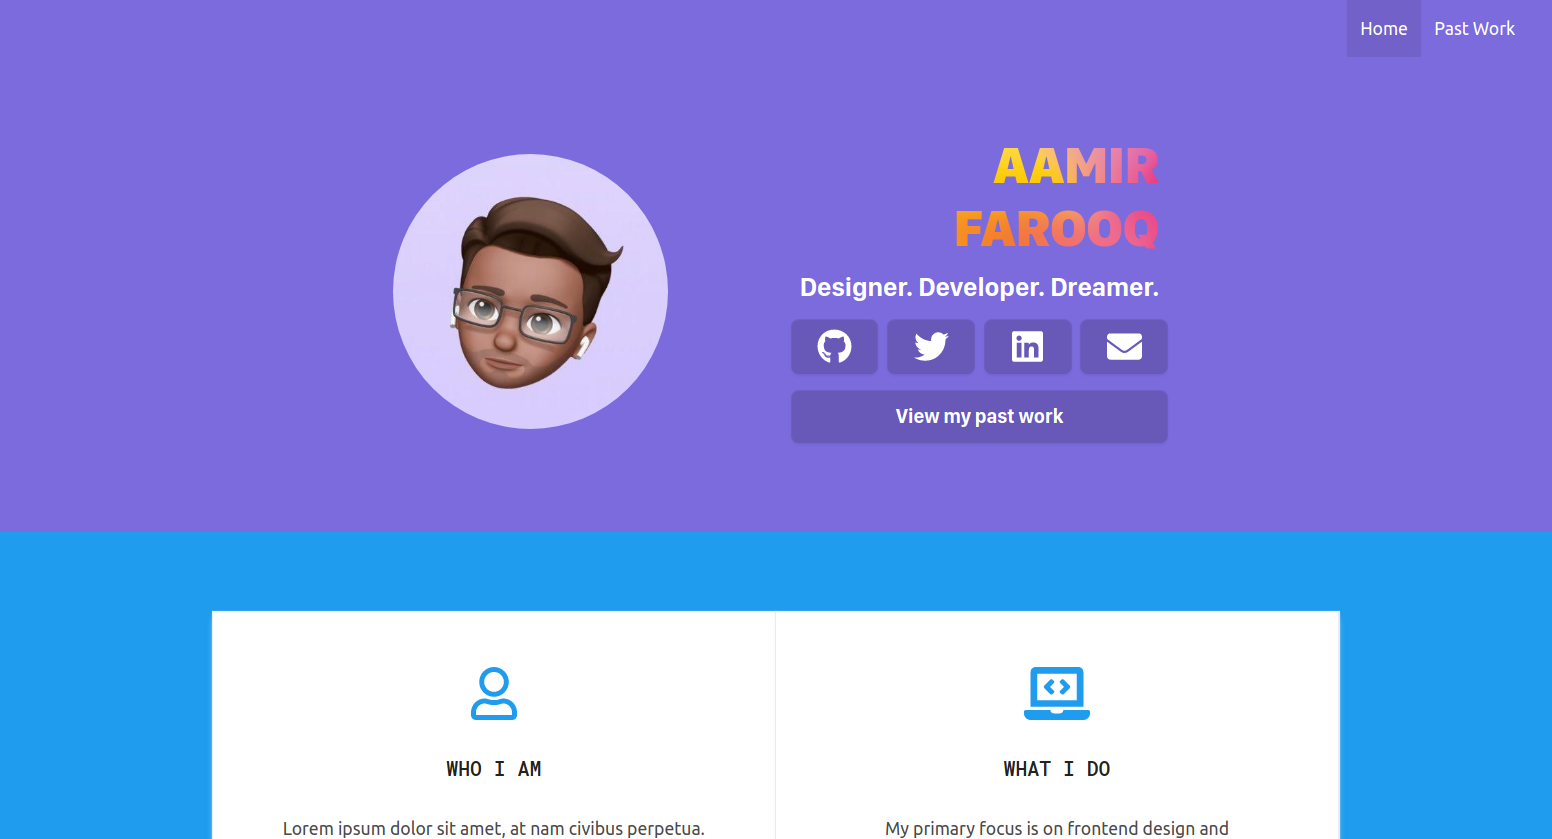 Home Past Work
AAMIR
FAROOQ
Designer. Developer. Dreamer.
View my past work
WHO I AM
Lorem ipsum dolor sit amet, at nam civibus perpetua.
WHAT I DO
My primary focus is on frontend design and